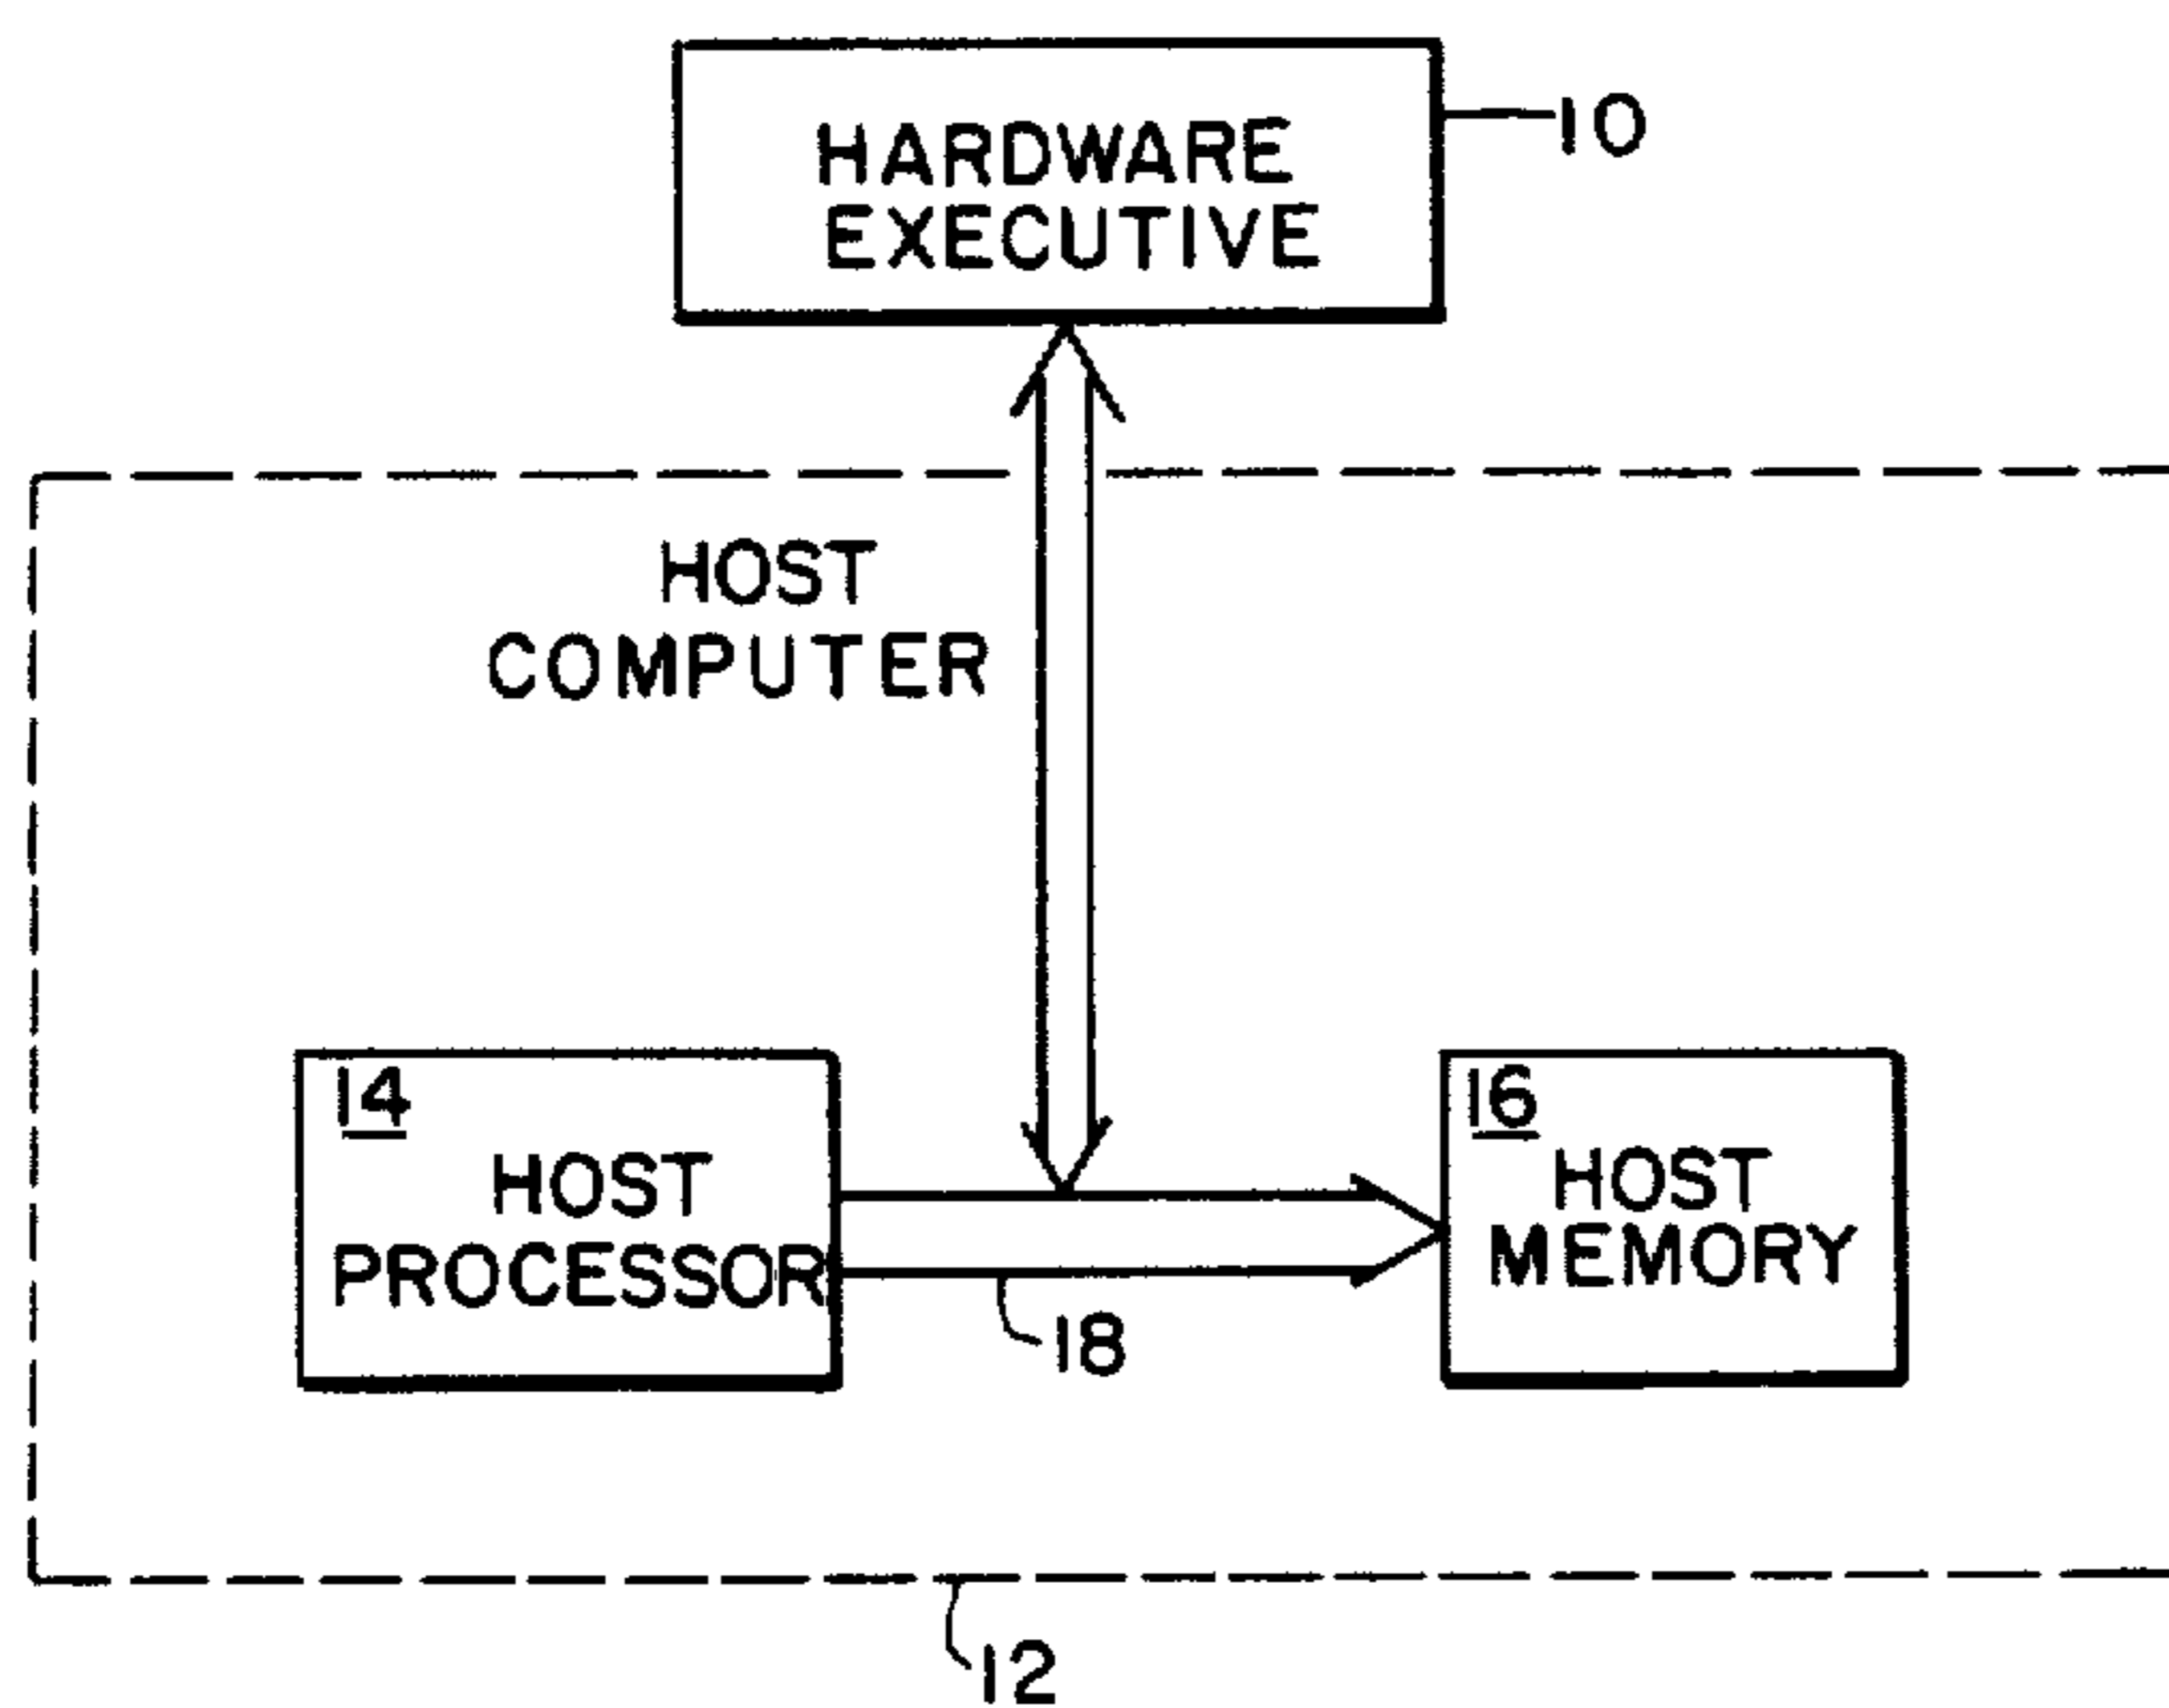 HARDWARE
EXECUTIVE
10
HOST
COMPUTER
14
HOST
PROCESSOR
16
HOST
MEMORY
18
12